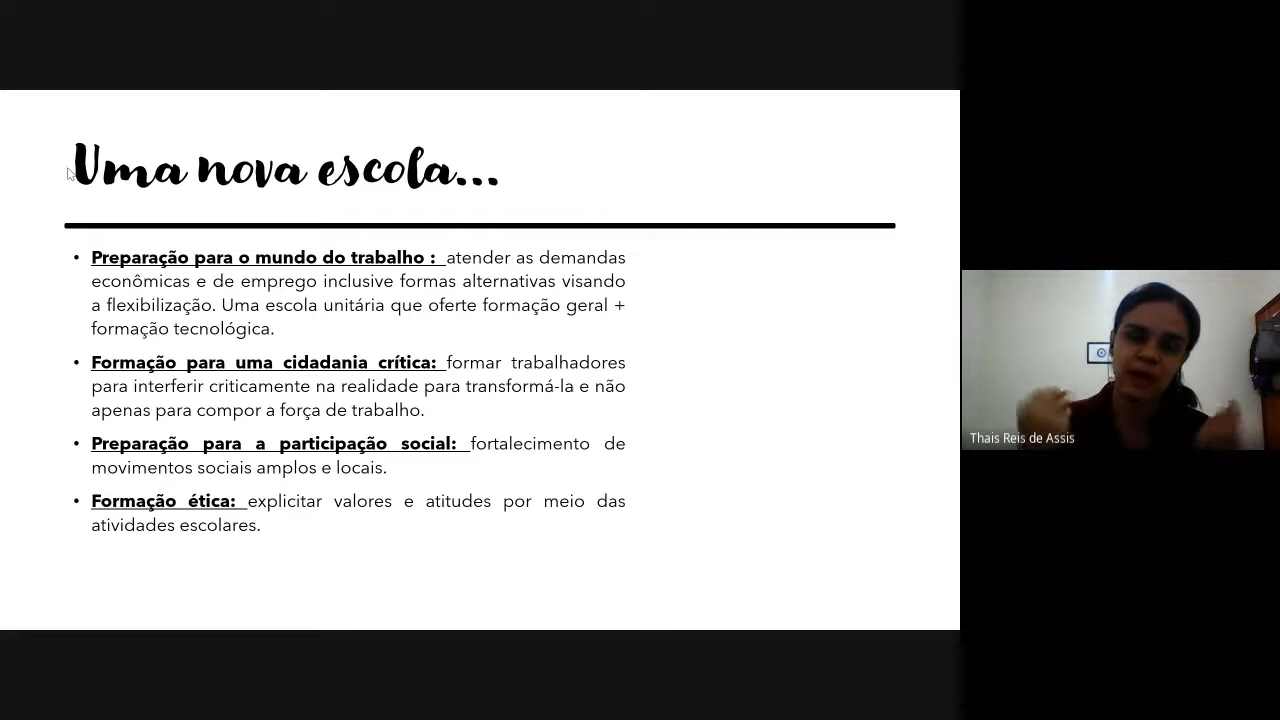 Uma nova escola...
• Preparação para o mundo do trabalho : atender as demandas
econômicas e de emprego inclusive formas alternativas visando
a flexibilização. Uma escola unitária que oferte formação geral +
formação tecnológica.
• Formação para uma cidadania crítica: formar trabalhadores
para interferir criticamente na realidade para transformá-la e não
apenas para compor a força de trabalho.
• Preparação para a participação social: fortalecimento de
movimentos sociais amplos e locais.
• Formação ética: explicitar valores e atitudes por meio das
atividades escolares.
Thais Reis de Assis